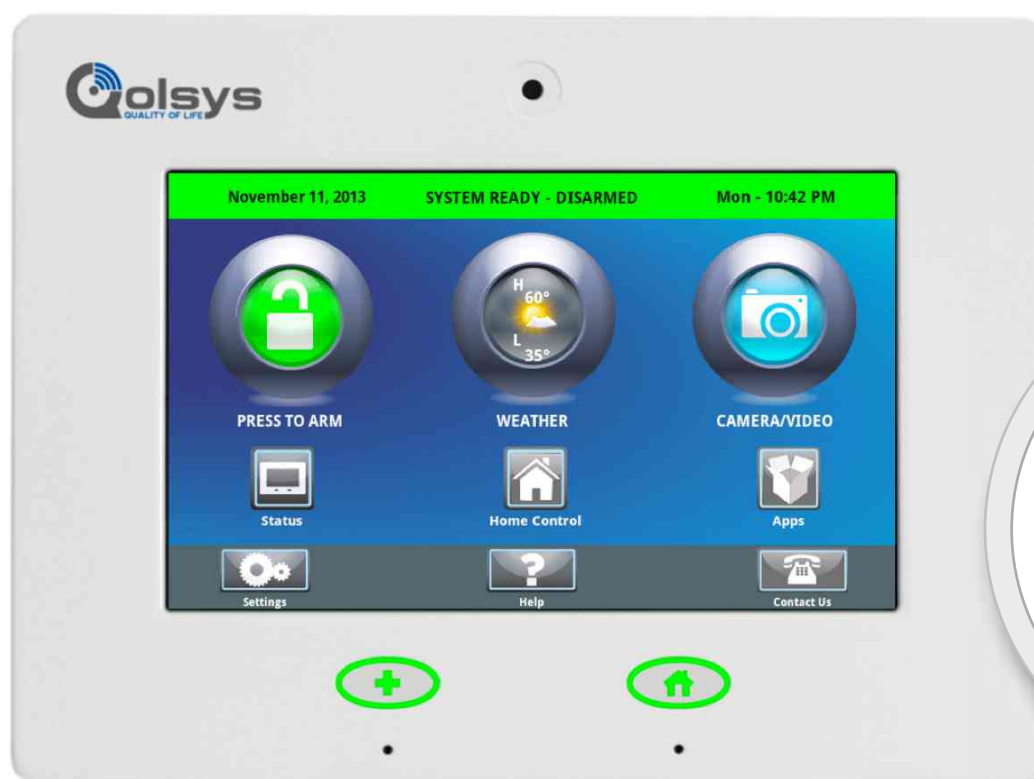 Qolsys
QUALITY OF LIFE
November 11, 2013 SYSTEM READY - DISARMED Mon - 10:42 PM
H
60°
L
35°
PRESS TO ARM WEATHER CAMERA/VIDEO
Status Home Control Apps
Settings Help Contact Us